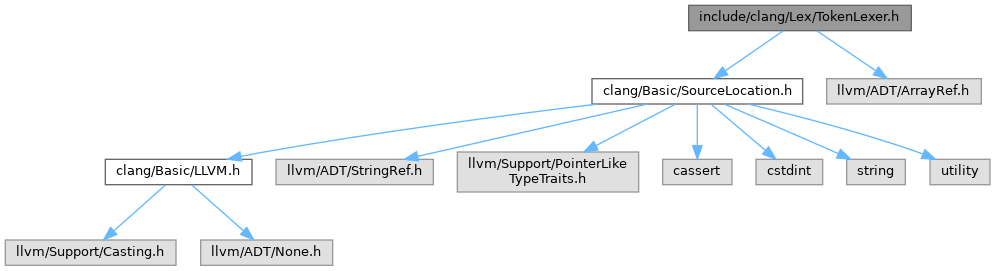 include/clang/Lex/TokenLexer.h
clang/Basic/SourceLocation.h
llvm/ADT/ArrayRef.h
clang/Basic/LLVM.h
llvm/ADT/StringRef.h
llvm/Support/PointerLike
TypeTraits.h
cassert
cstdint
string
utility
llvm/Support/Casting.h
llvm/ADT/None.h